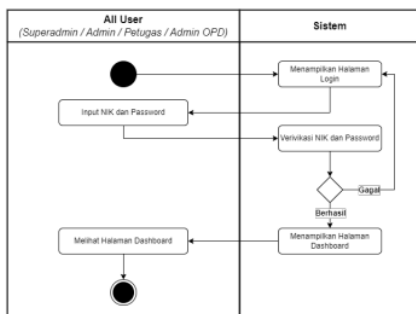 All User
(Superadmin / Admin / Petugas / Admin OPD)
Sistem
Menampilkan Halaman
Login
Input NIK dan Password
Verivikasi NIK dan Password
Gagal
Berhasil
Melihat Halaman Dashboard
Menampilkan Halaman
Dashboard